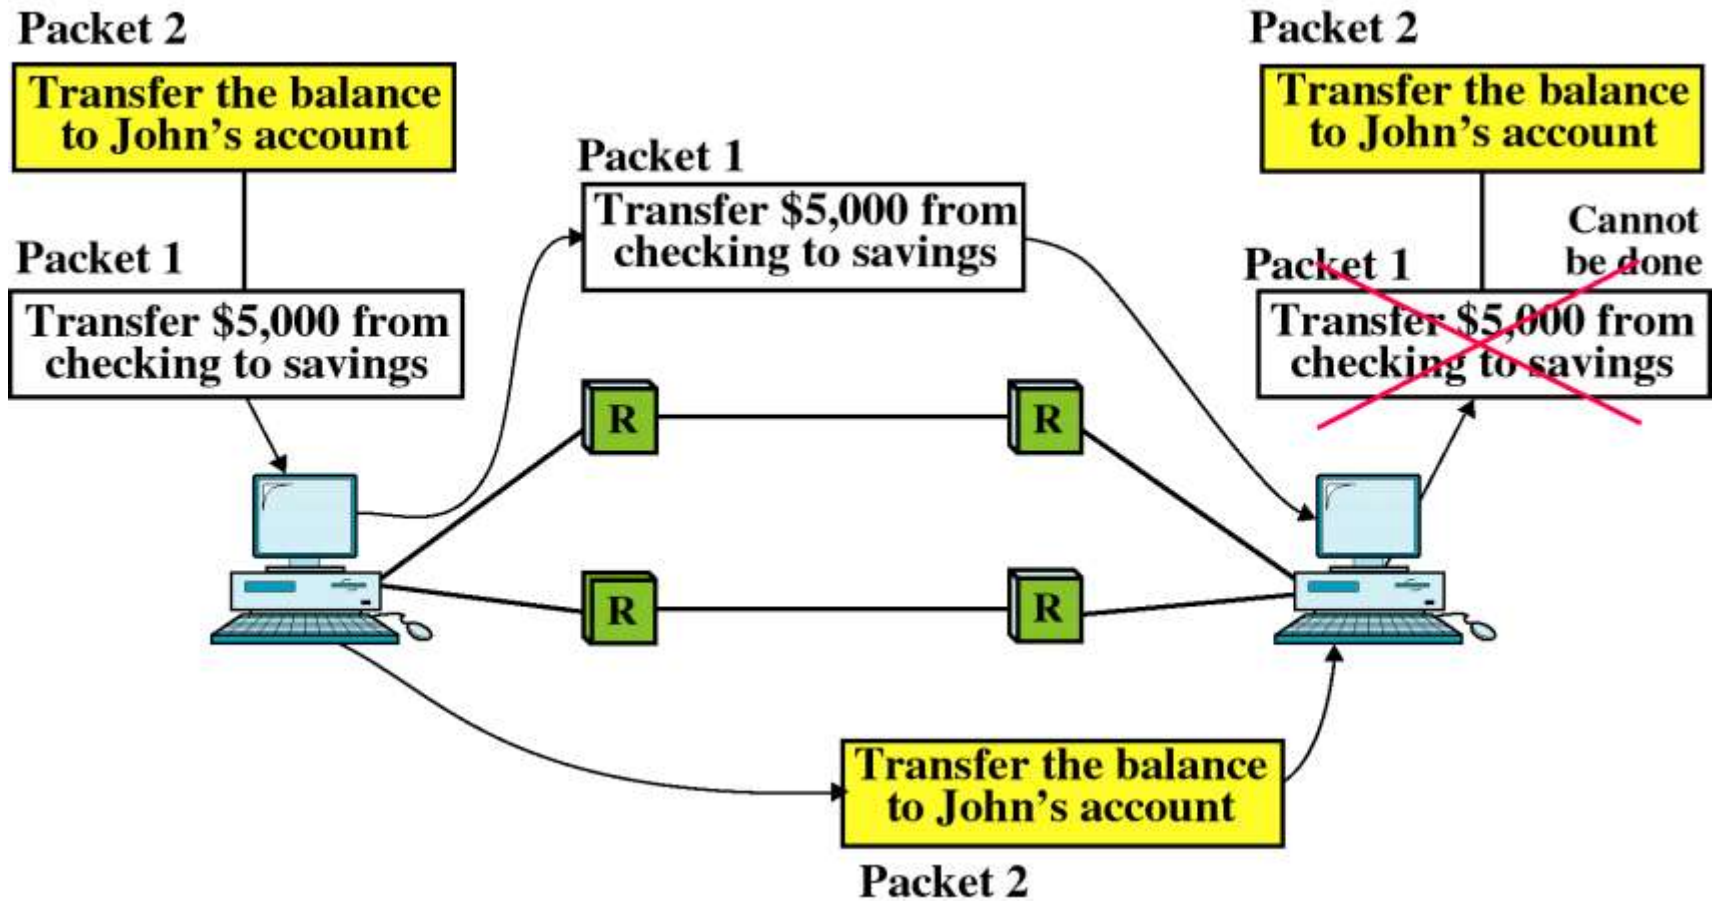 Packet 2
Transfer the balance
to John's account
Packet 1
Transfer $5,000 from
checking to savings
Packet 1
Transfer $5,000 from
checking to savings
R
R
R
R
Transfer the balance
to John's account
Packet 2
Packet 2
Transfer the balance
to John's account
Cannot
be done
Packet 1
Transfer $5,000 from
checking to savings